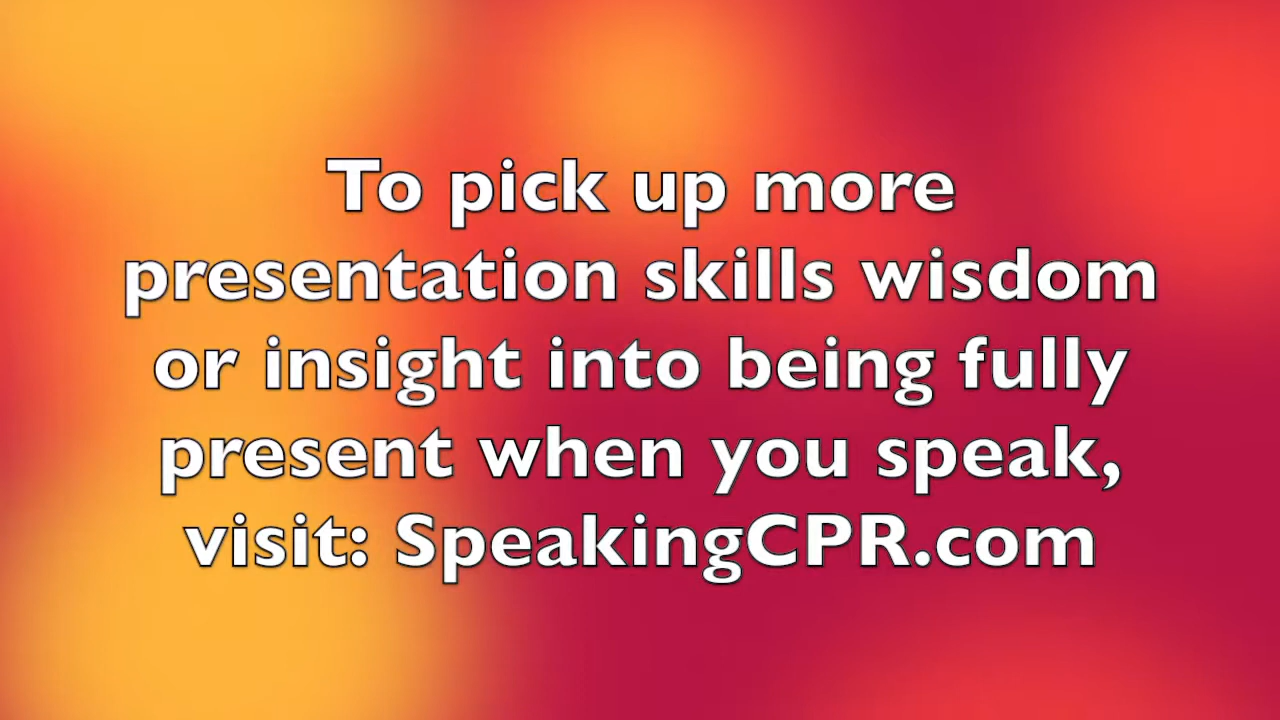 To pick up more
presentation skills wisdom
or insight into being fully
present when you speak,
visit: SpeakingCPR.com